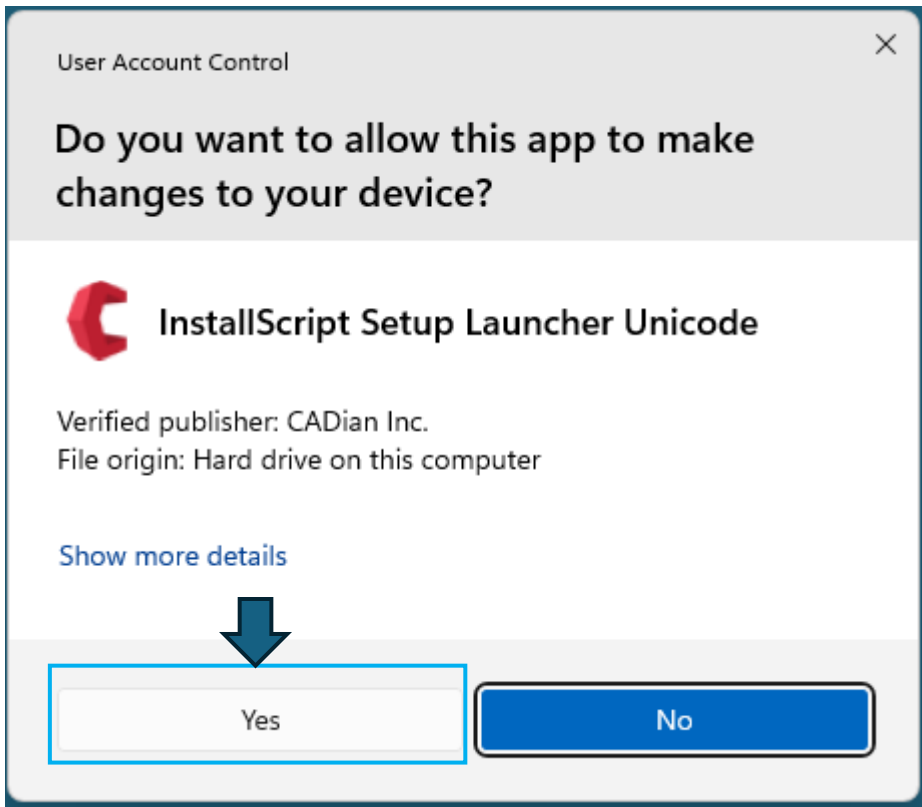 User Account Control
Do you want to allow this app to make
changes to your device?
InstallScript Setup Launcher Unicode
Verified publisher: CADian Inc.
File origin: Hard drive on this computer
Show more details
Yes
No